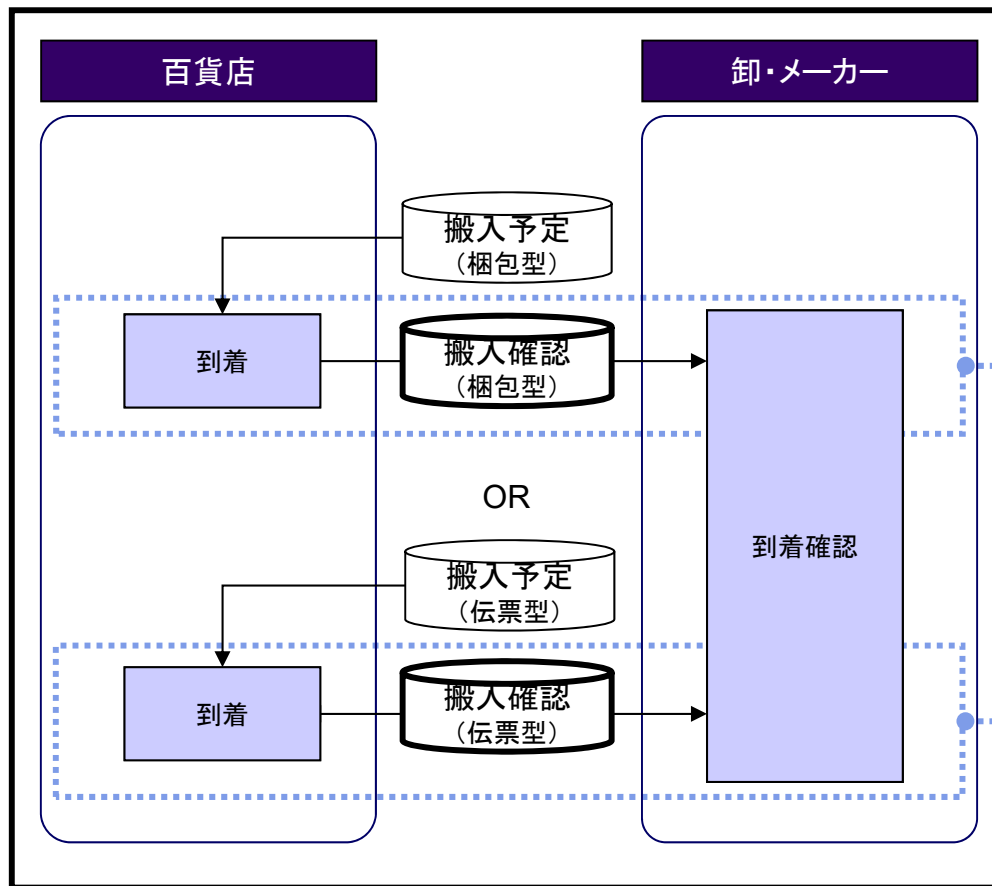 百貨店
卸・メーカー
搬入予定
（梱包型）
到着
搬入確認
（梱包型）
OR
到着確認
搬入予定
（伝票型）
到着
搬入確認
（伝票型）